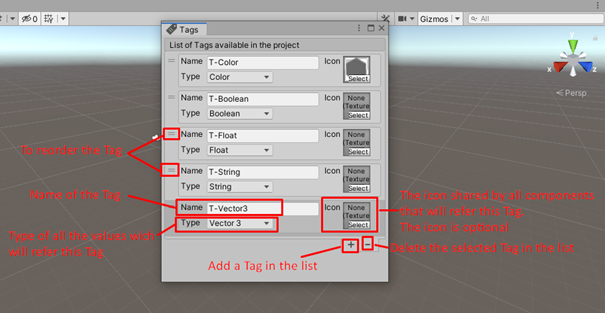 0
Gizmos
All
Tags
List of Tags available in the project
Name T-Color Icon
Type Color Select
Name T-Boolean Icon None
(Texture
Type Boolean Select
Name T-Float Icon None
(Texture
Type Float Select
Name T-String Icon None
(Texture
Type String Select
Name T-Vector3 Icon None
(Texture
Type Vector 3 Select
y
x
z
Persp
To reorder the Tag
Name of the Tag
Type of all the values wich
will refer this Tag
The icon shared by all components
that will refer this Tag.
The icon is optional
Delete the selected Tag in the list
Add a Tag in the list